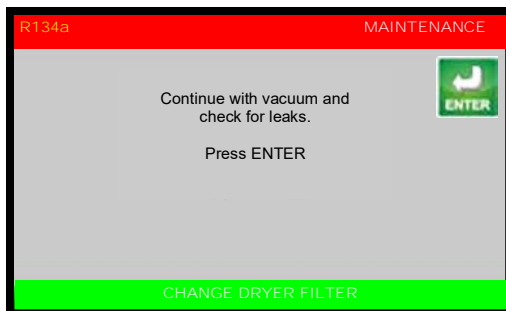 R134a MAINTENANCE
Continue with vacuum and
check for leaks.
ENTER
Press ENTER
CHANGE DRYER FILTER